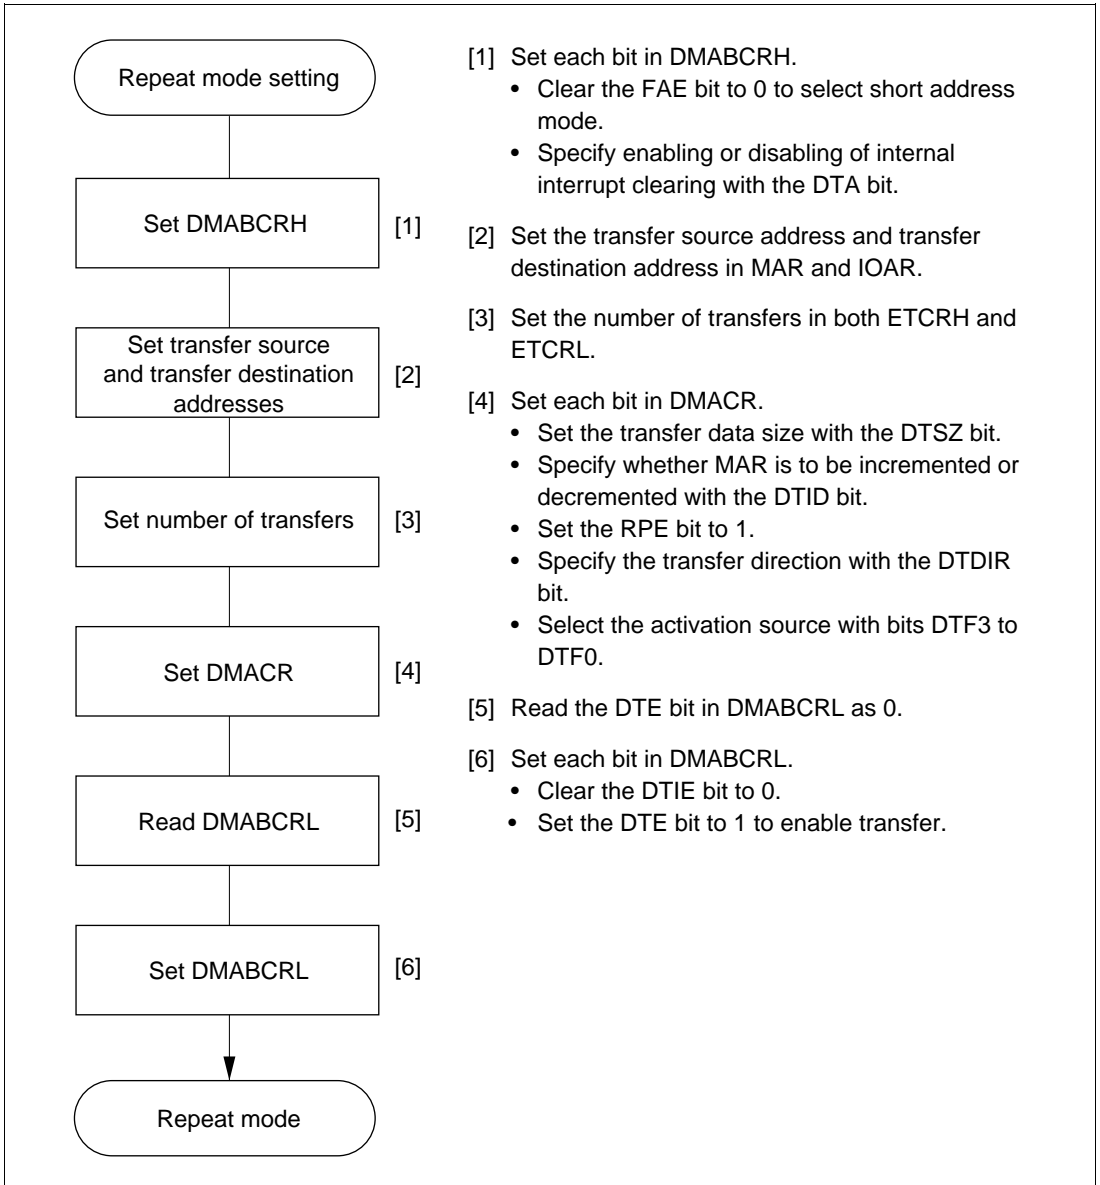 Repeat mode setting
Set DMABCRH
[1]
Set transfer source
and transfer destination
addresses
[2]
Set number of transfers
[3]
Set DMACR
[4]
Read DMABCRL
[5]
Set DMABCRL
[6]
Repeat mode
[1] Set each bit in DMABCRH.
• Clear the FAE bit to 0 to select short address
mode.
• Specify enabling or disabling of internal
interrupt clearing with the DTA bit.
[2] Set the transfer source address and transfer
destination address in MAR and IOAR.
[3] Set the number of transfers in both ETCRH and
ETCRL.
[4] Set each bit in DMACR.
• Set the transfer data size with the DTSZ bit.
• Specify whether MAR is to be incremented or
decremented with the DTID bit.
• Set the RPE bit to 1.
• Specify the transfer direction with the DTDIR
bit.
• Select the activation source with bits DTF3 to
DTF0.
[5] Read the DTE bit in DMABCRL as 0.
[6] Set each bit in DMABCRL.
• Clear the DTIE bit to 0.
• Set the DTE bit to 1 to enable transfer.